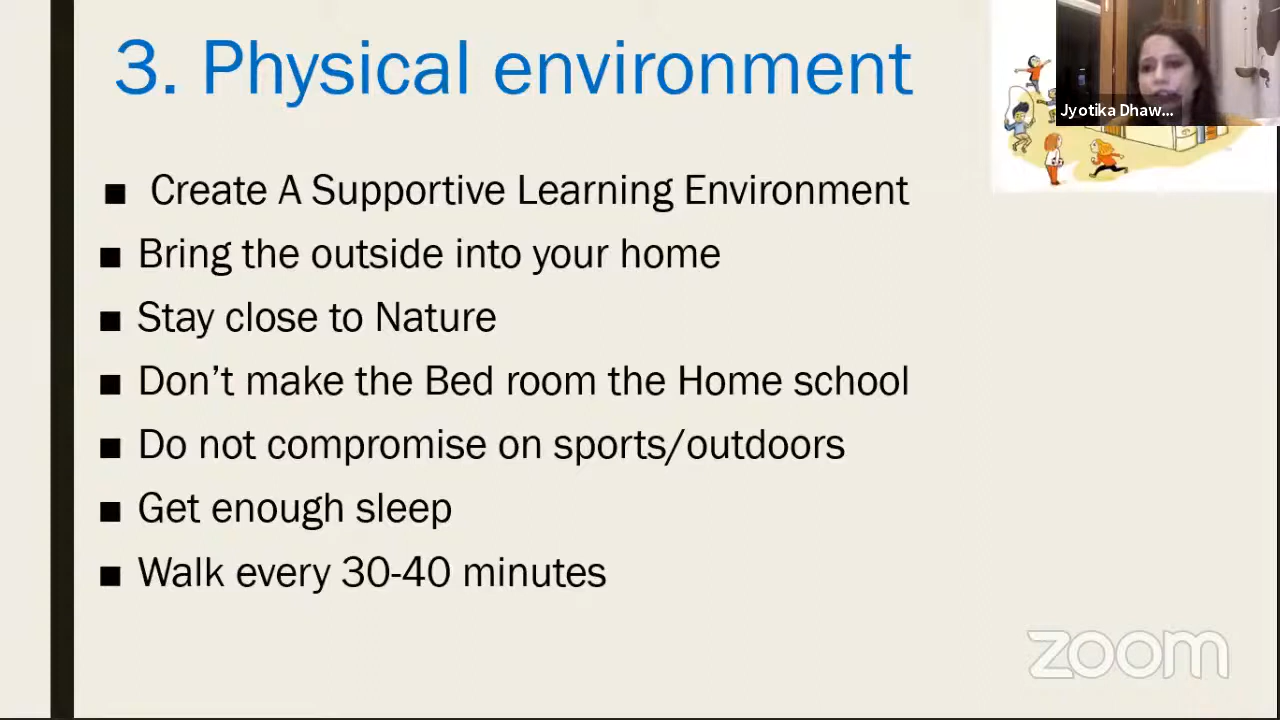 3. Physical environment
Jyotika Dhaw...
■ Create A Supportive Learning Environment
■ Bring the outside into your home
■ Stay close to Nature
■ Don’t make the Bed room the Home school
■ Do not compromise on sports/outdoors
■ Get enough sleep
■ Walk every 30-40 minutes
zoom